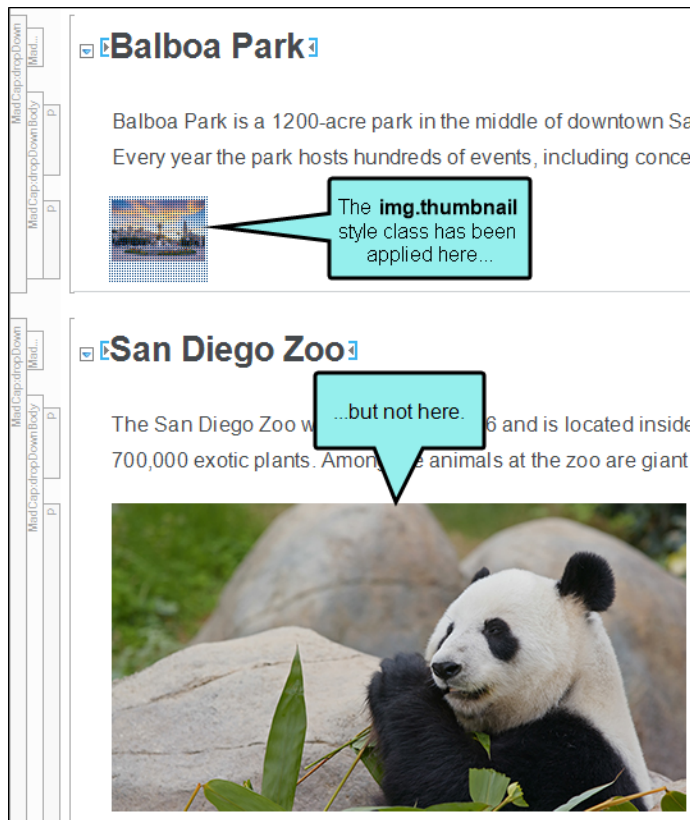 MadCap:dropDown
Mad...
MadCap:dropDownBody
p
p
Balboa Park
Balboa Park is a 1200-acre park in the middle of downtown Sa
Every year the park hosts hundreds of events, including conce
The img.thumbnail
style class has been
applied here...
MadCap:dropDown
Mad...
MadCap:dropDownBody
p
p
San Diego Zoo
...but not here.
The San Diego Zoo w 6 and is located inside
700,000 exotic plants. Among e animals at the zoo are giant